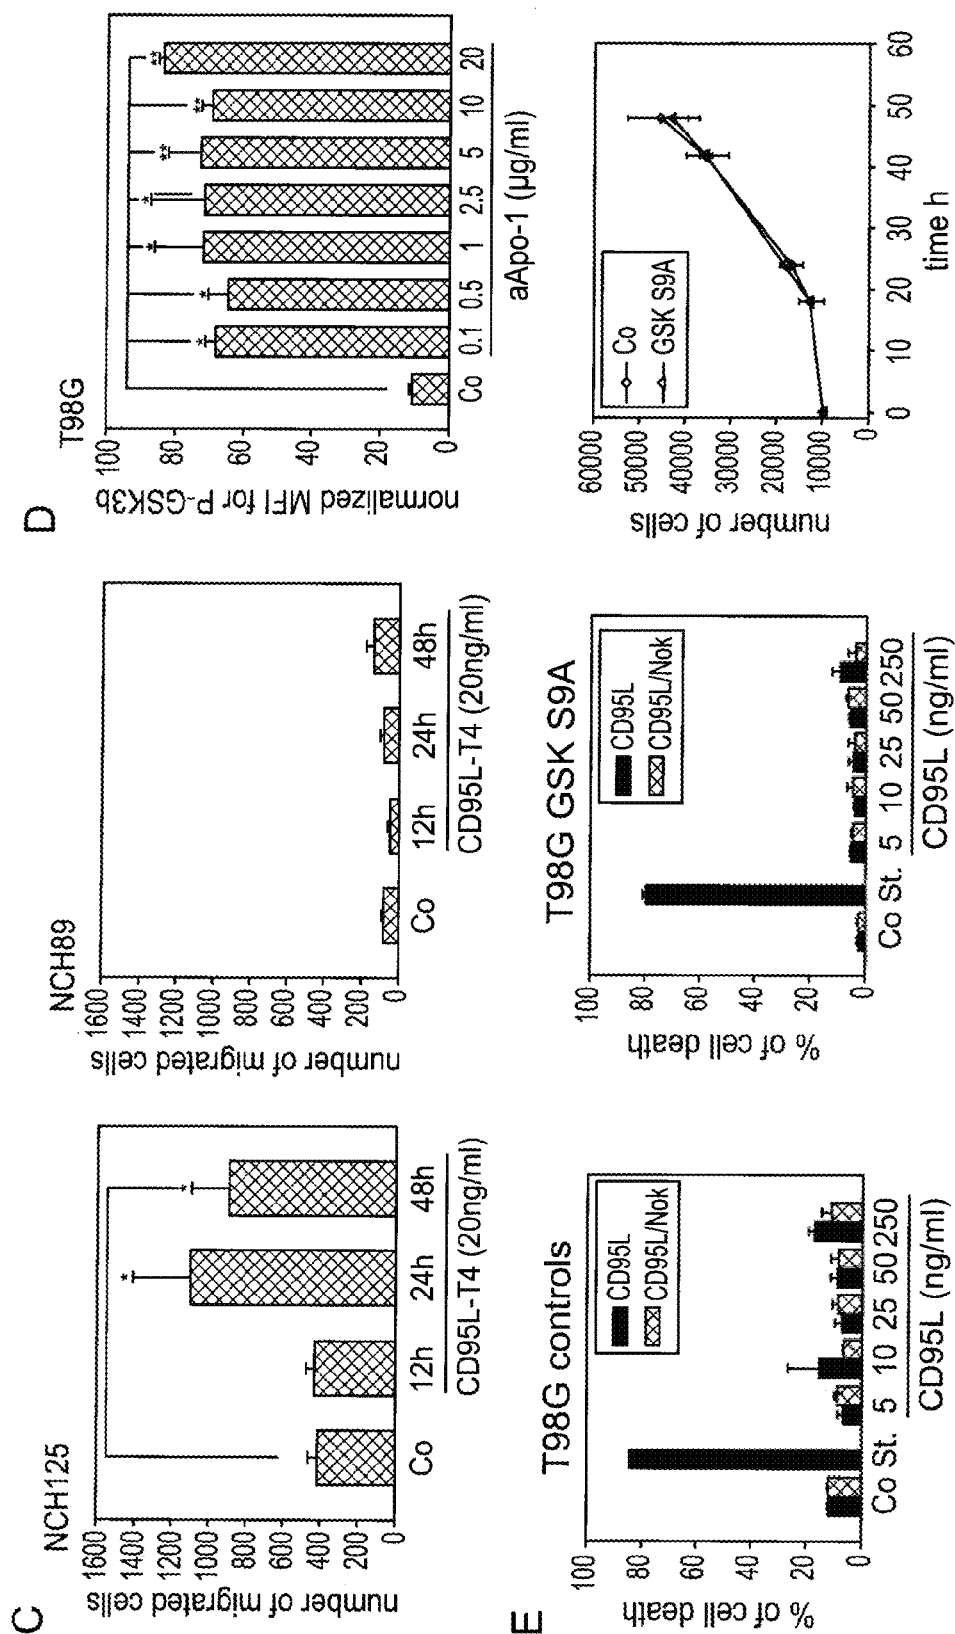 C
NCH125
number of migrated cells
1600
1400
1200
1000
800
600
400
200
0
*
*
Co
12h
24h
48h
CD95L-T4 (20ng/ml)
NCH89
number of migrated cells
1600
1400
1200
1000
800
600
400
200
0
Co
12h
24h
48h
CD95L-T4 (20ng/ml)
D
T98G
normalized MFI for P-GSK3b
100
80
60
40
20
0
*
*
*
*
**
**
**
Co
0.1
0.5
1
2.5
5
10
20
aApo-1 (µg/ml)
E
T98G controls
% of cell death
100
80
60
40
20
0
CD95L
CD95L/Nok
Co St. 5 10 25 50 250
CD95L (ng/ml)
T98G GSK S9A
% of cell death
100
80
60
40
20
0
CD95L
CD95L/Nok
Co St. 5 10 25 50 250
CD95L (ng/ml)
number of cells
60000
50000
40000
30000
20000
10000
0
Co
GSK S9A
0 10 20 30 40 50 60
time h